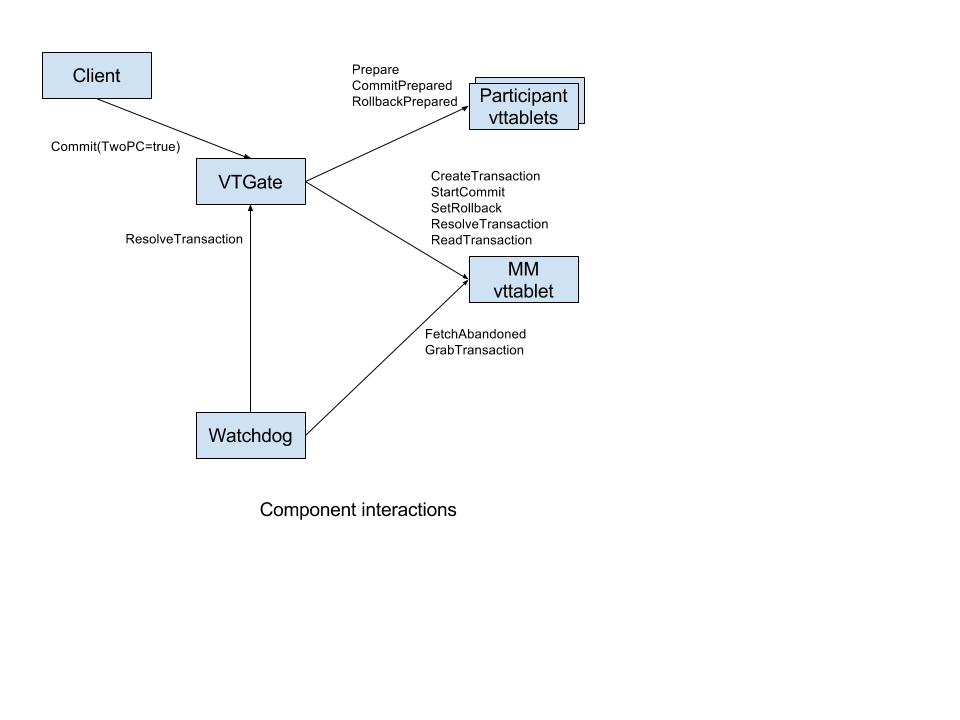 Client
Prepare
CommitPrepared
RollbackPrepared
Participant
vttablets
Commit(TwoPC=true)
VTGate
CreateTransaction
StartCommit
SetRollback
ResolveTransaction
ReadTransaction
ResolveTransaction
MM
vttablet
FetchAbandoned
GrabTransaction
Watchdog
Component interactions